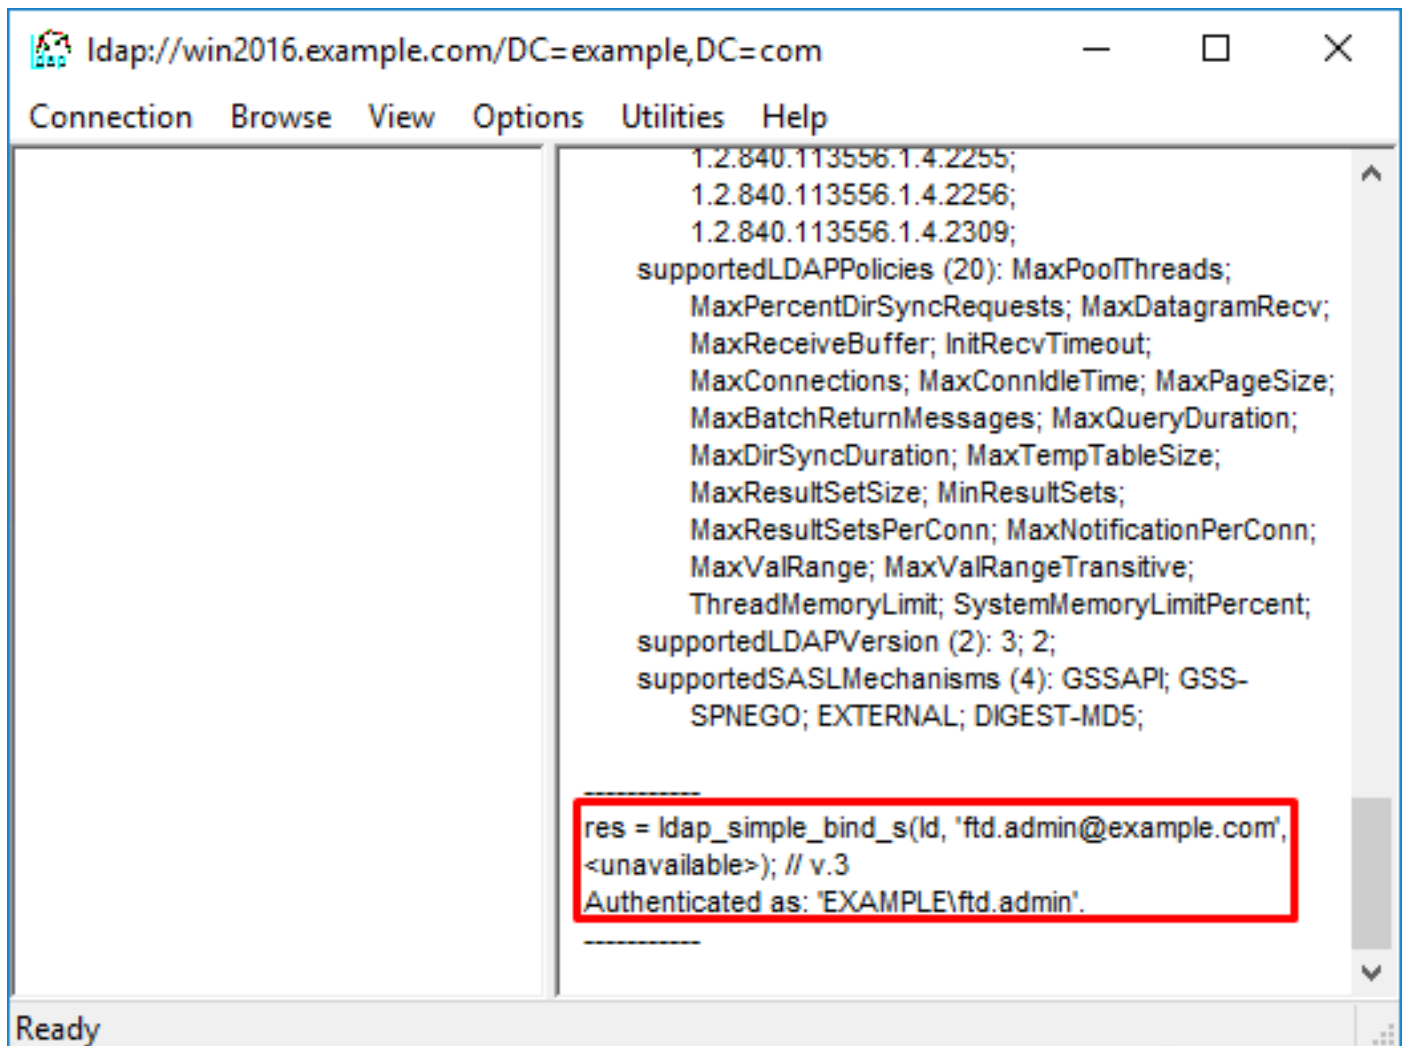 ldap://win2016.example.com/DC=example,DC=com
Connection Browse View Options Utilities Help
1.2.840.113556.1.4.2255;
1.2.840.113556.1.4.2256;
1.2.840.113556.1.4.2309;
supportedLDAPPolicies (20): MaxPoolThreads;
MaxPercentDirSyncRequests; MaxDatagramRecv;
MaxReceiveBuffer; InitRecvTimeout;
MaxConnections; MaxConnIdleTime; MaxPageSize;
MaxBatchReturnMessages; MaxQueryDuration;
MaxDirSyncDuration; MaxTempTableSize;
MaxResultSetSize; MinResultSets;
MaxResultSetsPerConn; MaxNotificationPerConn;
MaxValRange; MaxValRangeTransitive;
ThreadMemoryLimit; SystemMemoryLimitPercent;
supportedLDAPVersion (2): 3; 2;
supportedSASLMechanisms (4): GSSAPI; GSS-
SPNEGO; EXTERNAL; DIGEST-MD5;
-----------
res = ldap_simple_bind_s(ld, 'ftd.admin@example.com',
<unavailable>); // v.3
Authenticated as: 'EXAMPLE\ftd.admin'.
-----------
Ready